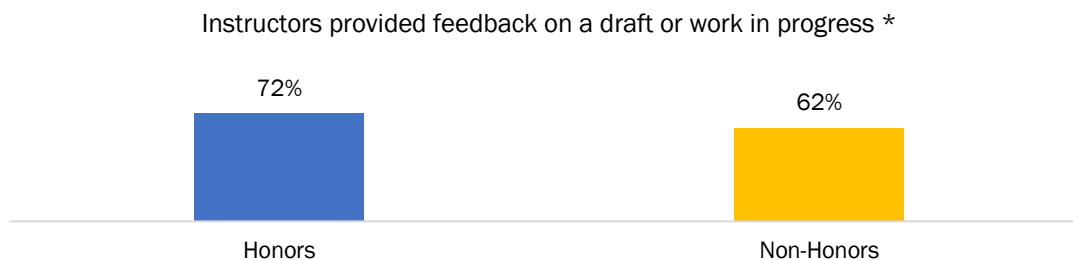 Instructors provided feedback on a draft or work in progress *
72%
62%
Honors
Non-Honors